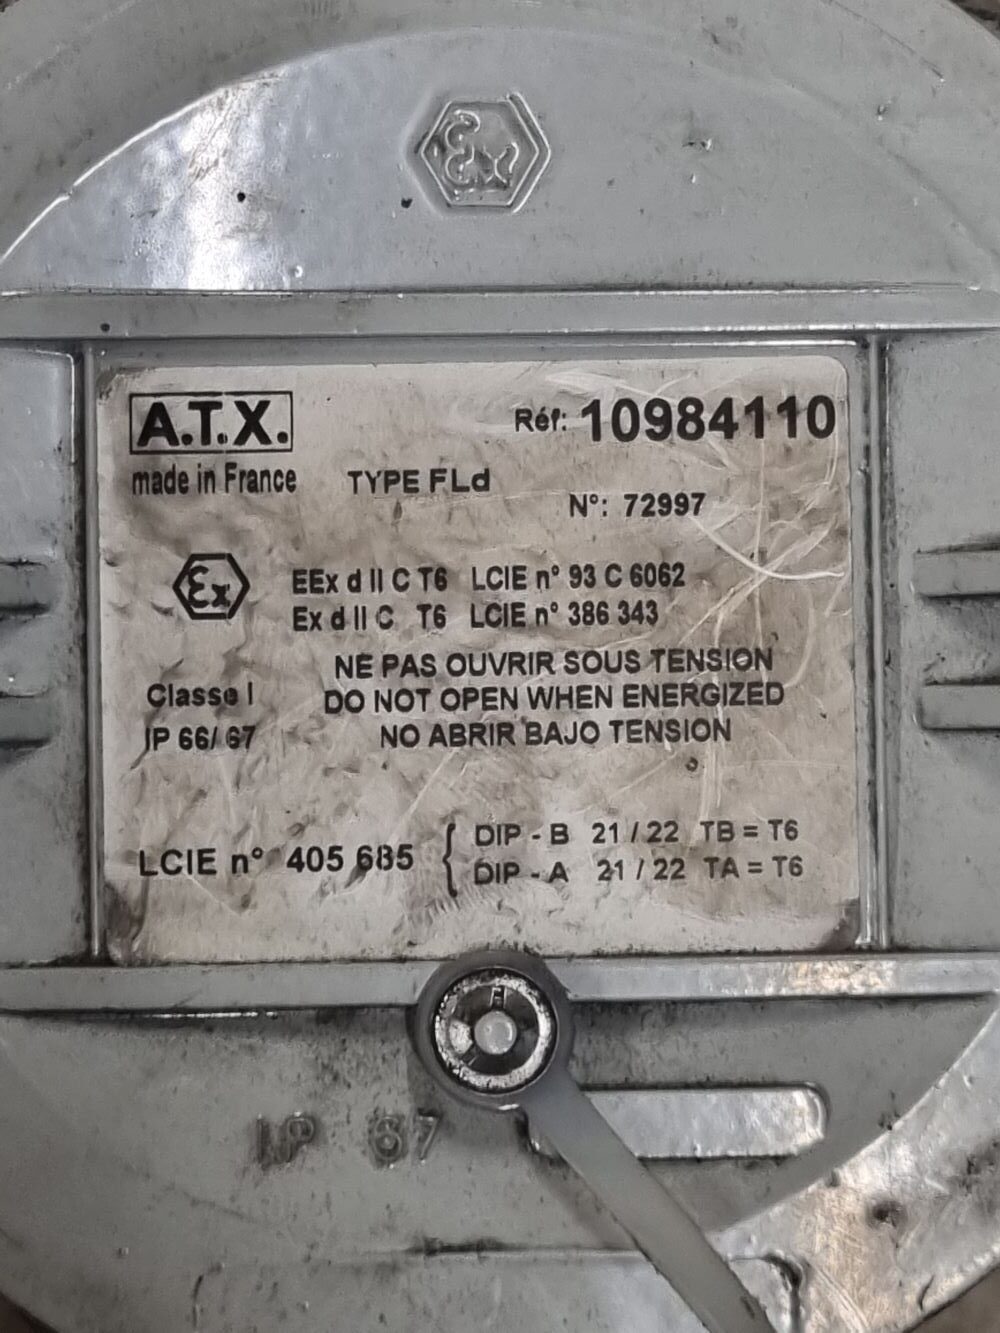 Ex
A.T.X.
Réf: 10984110
made in France
TYPE FLd
N°: 72997
Ex
EEx d II C T6 LCIE n° 93 C 6062
Ex d II C T6 LCIE n° 386 343
NE PAS OUVRIR SOUS TENSION
Classe I
DO NOT OPEN WHEN ENERGIZED
IP 66/67
NO ABRIR BAJO TENSION
LCIE n° 405 685
DIP - B 21 / 22 TB = T6
DIP - A 21 / 22 TA = T6
IP 67